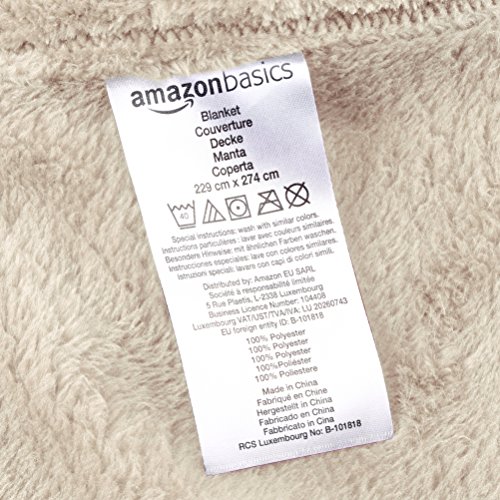 amazonbasics
Blanket
Couverture
Decke
Manta
Coperta
229 cm x 274 cm
40
Special instructions: wash with similar colors.
Instructions particulières : laver avec couleurs similaires.
Besondere Hinweise: mit ähnlichen Farben waschen.
Instrucciones especiales: lave con colores similares.
Istruzioni speciali: lavare con capi di colori simili.
Distributed by: Amazon EU SARL
Société à responsabilité limitée
5 Rue Plaetis, L-2338 Luxembourg
Business Licence Number: 104408
Luxembourg VAT/UST/TVA/IVA: LU 20260743
EU foreign entity ID: B-101818
100% Polyester
100% Polyester
100% Polyester
100% Poliéster
100% Poliestere
Made in China
Fabriqué en Chine
Hergestellt in China
Fabricado en China
Fabbricato in Cina
RCS Luxembourg No: B-101818